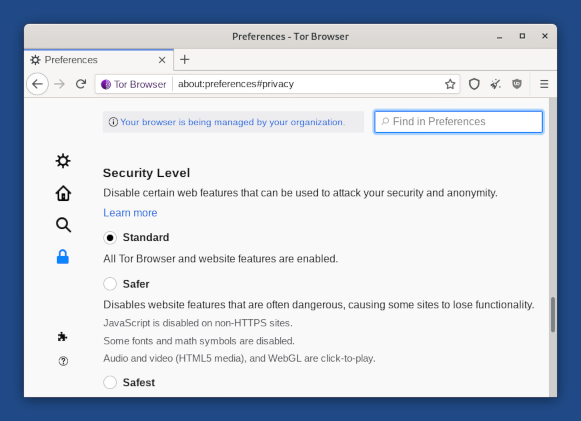 Preferences - Tor Browser
Preferences
Tor Browser about:preferences#privacy
Your browser is being managed by your organization.
Find in Preferences
Security Level
Disable certain web features that can be used to attack your security and anonymity.
Learn more
Standard
All Tor Browser and website features are enabled.
Safer
Disables website features that are often dangerous, causing some sites to lose functionality.
JavaScript is disabled on non-HTTPS sites.
Some fonts and math symbols are disabled.
Audio and video (HTML5 media), and WebGL are click-to-play.
Safest